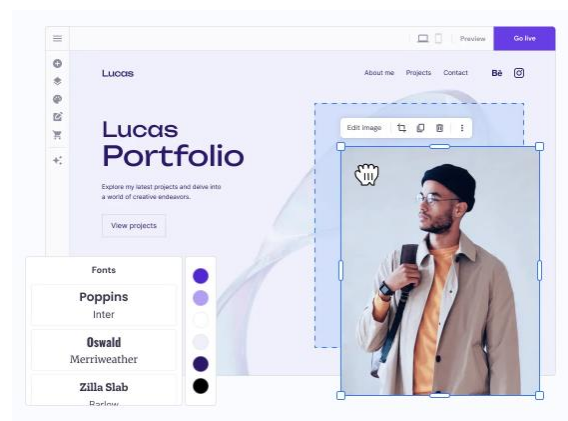 Preview Go live
Lucas About me Projects Contact Bē
Edit image
Lucas
Portfolio
Explore my latest projects and delve into
a world of creative endeavors.
View projects
Fonts
Poppins
Inter
Oswald
Merriweather
Zilla Slab
Barlow